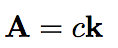 A = ck